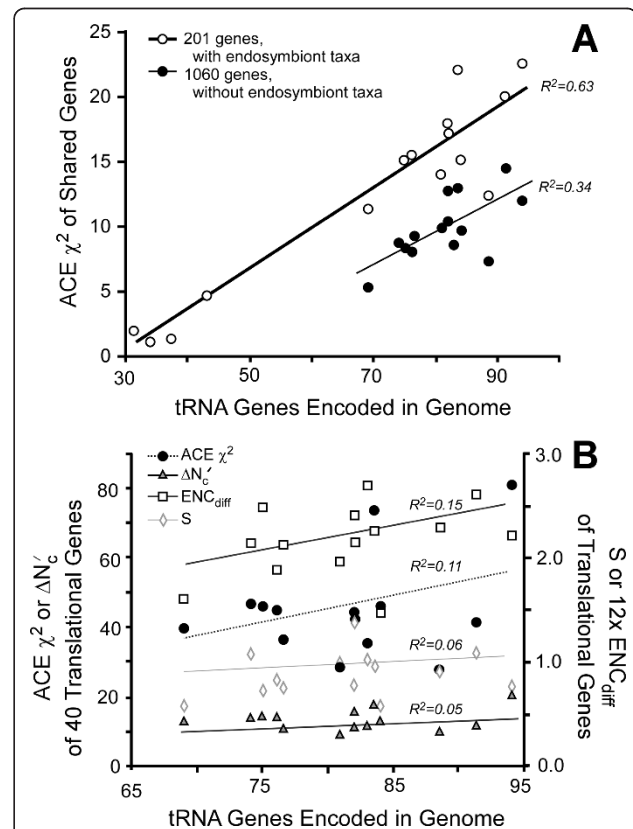 A
25
20
15
10
5
0
ACE χ² of Shared Genes
201 genes,
with endosymbiont taxa
1060 genes,
without endosymbiont taxa
R²=0.63
R²=0.34
30
50
70
90
tRNA Genes Encoded in Genome
B
ACE χ²
ΔN′c
ENCdiff
S
80
60
40
20
0
ACE χ² or ΔN′c
of 40 Translational Genes
R²=0.15
R²=0.11
R²=0.06
R²=0.05
3.0
2.0
1.0
0.0
S or 12x ENCdiff
of Translational Genes
65
75
85
95
tRNA Genes Encoded in Genome